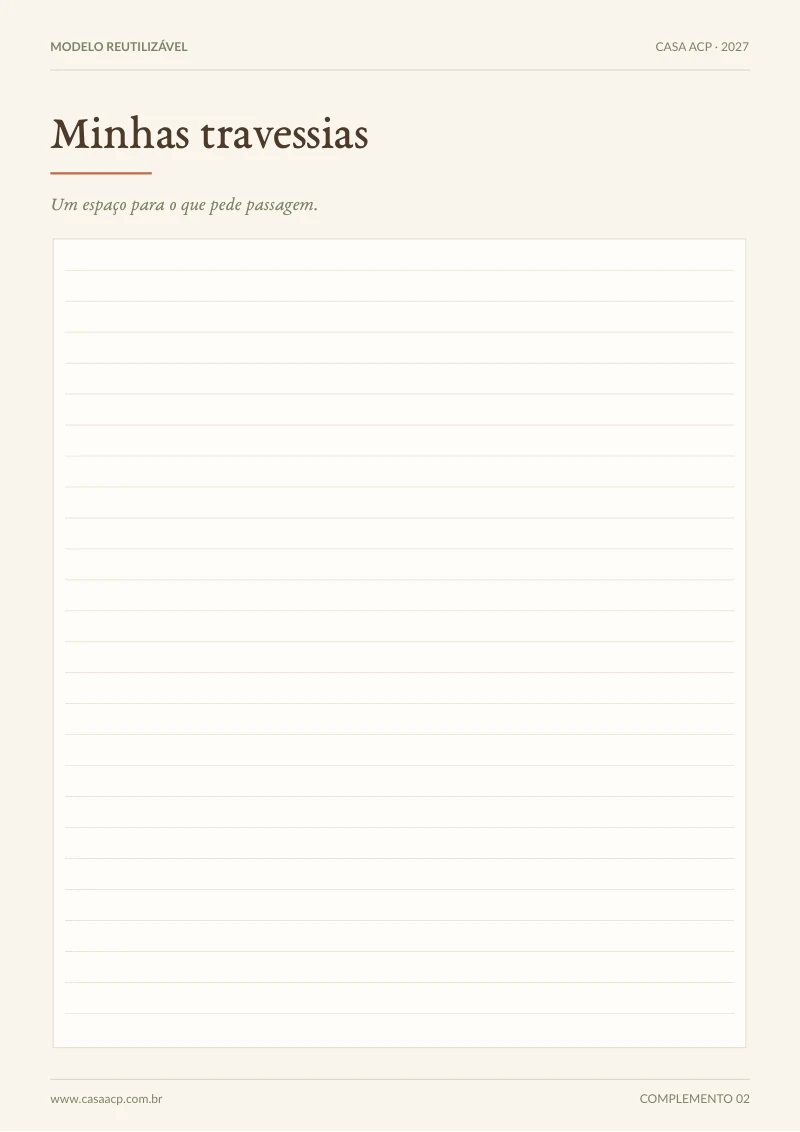 MODELO REUTILIZÁVEL
CASA ACP · 2027
Minhas travessias
Um espaço para o que pede passagem.
www.casaacp.com.br
COMPLEMENTO 02